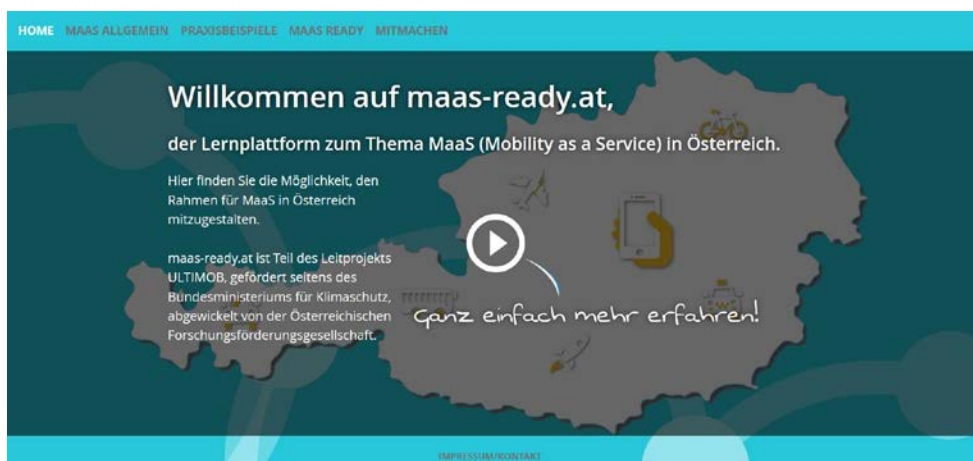 HOME MAAS ALLGEMEIN PRAXISBEISPIELE MAAS READY MITMACHEN
Willkommen auf maas-ready.at,
der Lernplattform zum Thema MaaS (Mobility as a Service) in Österreich.
Hier finden Sie die Möglichkeit, den
Rahmen für MaaS in Österreich
mitzugestalten.
maas-ready.at ist Teil des Leitprojekts
ULTIMOB, gefördert seitens des
Bundesministeriums für Klimaschutz,
abgewickelt von der Österreichischen
Forschungsförderungsgesellschaft.
Ganz einfach mehr erfahren!
IMPRESSUM/KONTAKT